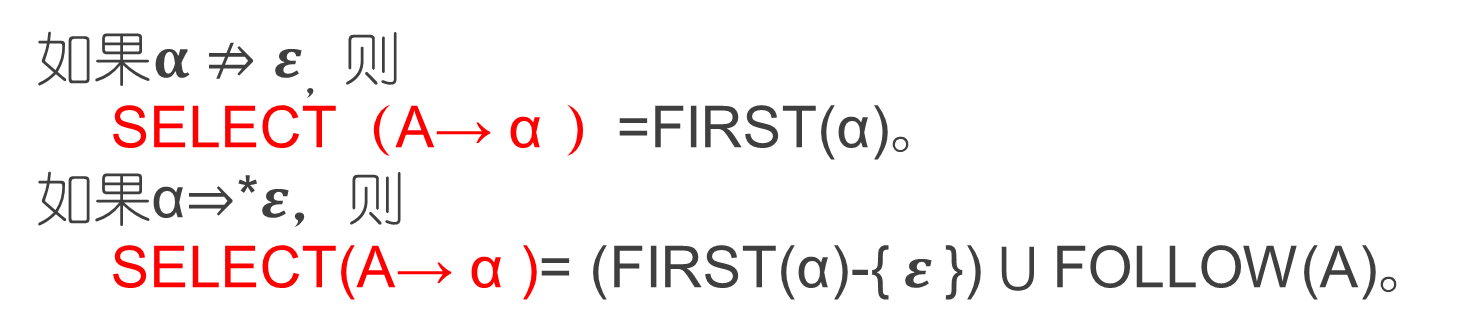 如果α ⇏ ε, 则
SELECT（A→ α ）=FIRST(α)。
如果α⇒*ε, 则
SELECT(A→ α )= (FIRST(α)-{ ε }) ∪ FOLLOW(A)。